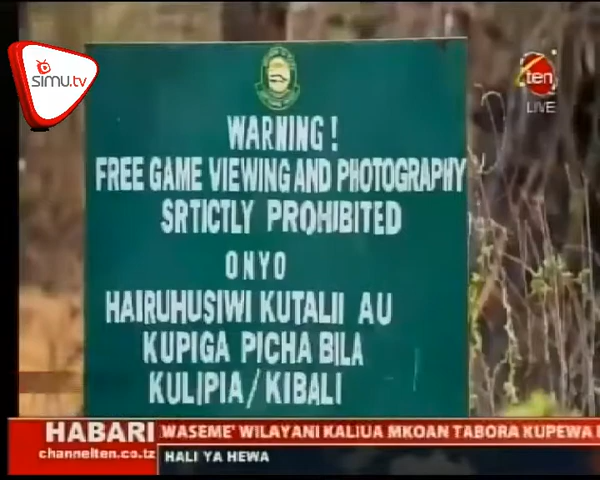 simu.tv
ten
LIVE
WARNING!
FREE GAME VIEWING AND PHOTOGRAPHY
SRTICTLY PROHIBITED
ONYO
HAIRUHUSIWI KUTALII AU
KUPIGA PICHA BILA
KULIPIA/KIBALI
HABARI
channelten.co.tz
WASEME' WILAYANI KALIUA MKOAN TABORA KUPEWA
HALI YA HEWA